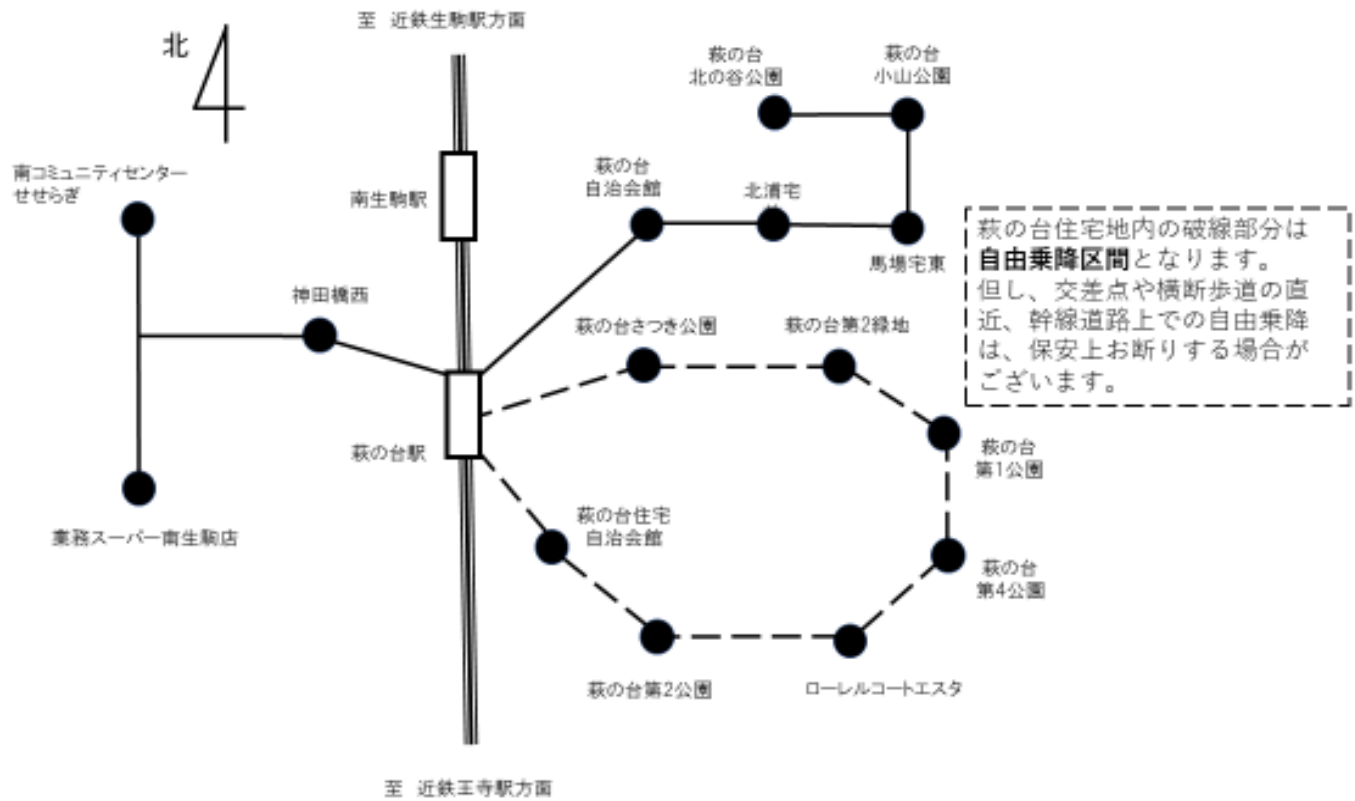 至 近鉄生駒駅方面
北
萩の台
北の谷公園
萩の台
小山公園
南コミュニティセンター
せせらぎ
南生駒駅
萩の台
自治会館
北浦宅
馬場宅東
萩の台住宅地内の破線部分は
自由乗降区間となります。
但し、交差点や横断歩道の直
近、幹線道路上での自由乗降
は、保安上お断りする場合が
ございます。
神田橋西
萩の台さつき公園
萩の台第2緑地
萩の台駅
萩の台
第1公園
業務スーパー南生駒店
萩の台住宅
自治会館
萩の台
第4公園
萩の台第2公園
ローレルコートエスタ
至 近鉄王寺駅方面